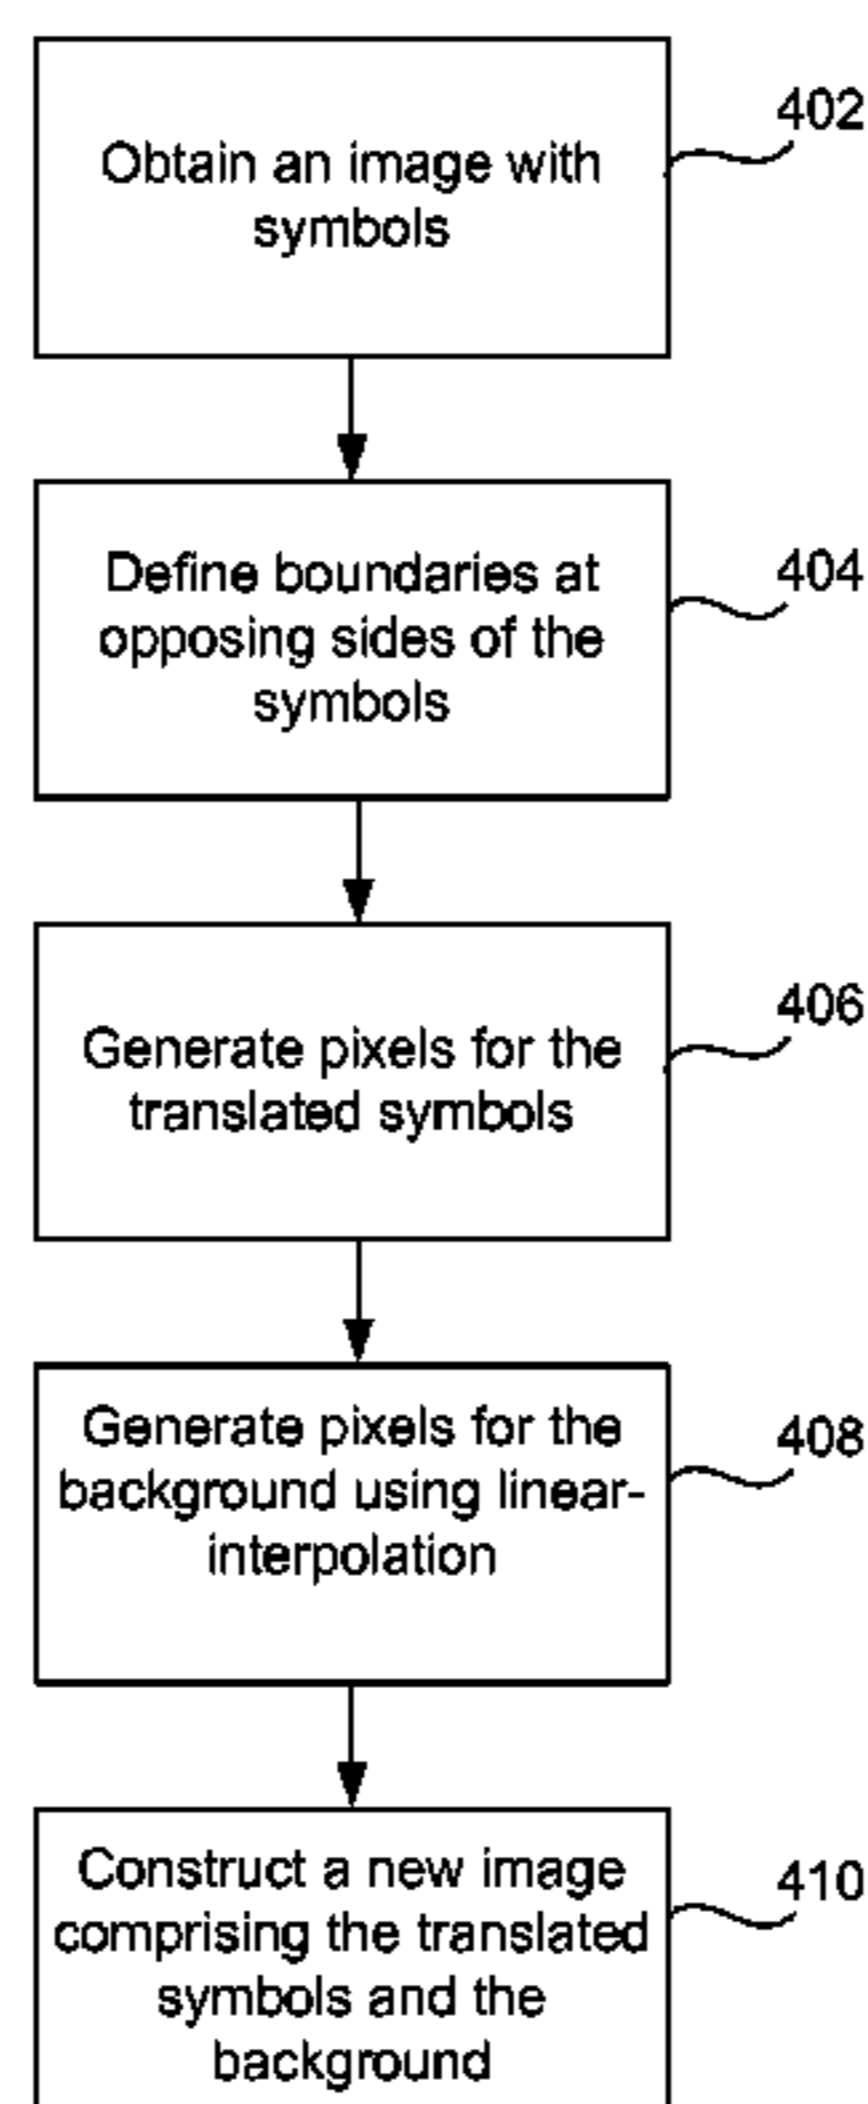 Obtain an image with
symbols
402
Define boundaries at
opposing sides of the
symbols
404
Generate pixels for the
translated symbols
406
Generate pixels for the
background using linear-
interpolation
408
Construct a new image
comprising the translated
symbols and the
background
410